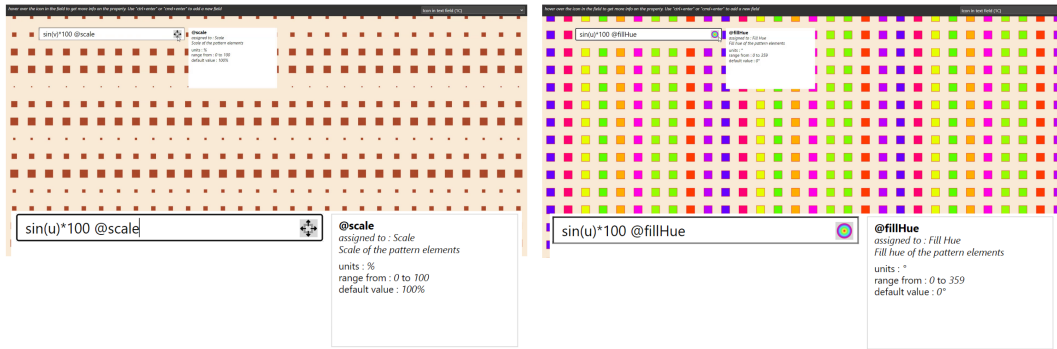 hover over the icon in the field to get more info on the property. Use "ctrl+enter" or "cmd+enter" to add a new field
Icon in text field (TC)
sin(v)*100 @scale
@scale
assigned to : Scale
Scale of the pattern elements
units : %
range from : 0 to 100
default value : 100%
sin(u)*100 @scale
@scale
assigned to : Scale
Scale of the pattern elements
units : %
range from : 0 to 100
default value : 100%
hover over the icon in the field to get more info on the property. Use "ctrl+enter" or "cmd+enter" to add a new field
Icon in text field (TC)
sin(u)*100 @fillHue
@fillHue
assigned to : Fill Hue
Fill hue of the pattern elements
units : °
range from : 0 to 359
default value : 0°
sin(u)*100 @fillHue
@fillHue
assigned to : Fill Hue
Fill hue of the pattern elements
units : °
range from : 0 to 359
default value : 0°